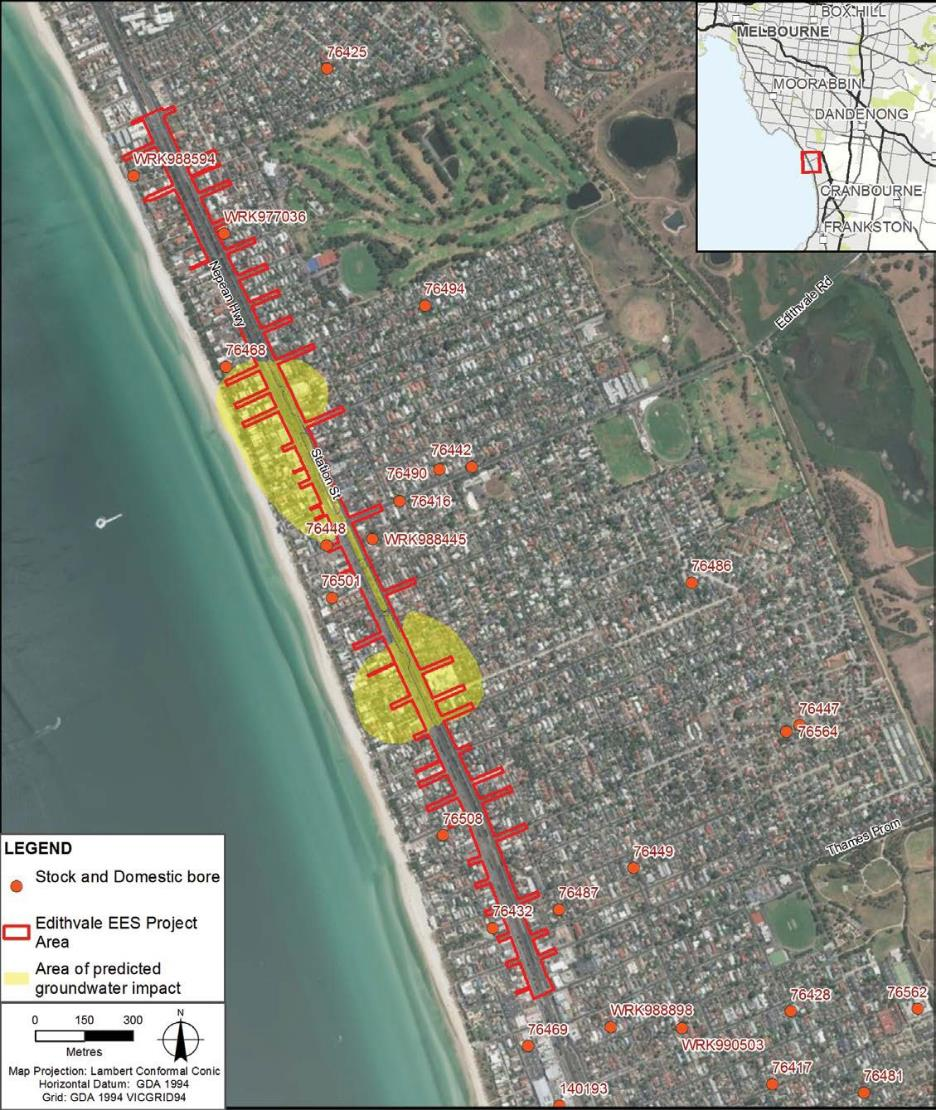 BOX HILL
MELBOURNE
MOORABBIN
DANDENONG
CRANBOURNE
FRANKSTON
76425
WRK988594
WRK977036
Nepean Hwy
Edithvale Rd
76494
76468
76442
Station St
76490
76416
76448
WRK988445
76486
76501
76447
76564
76508
Thames Prom
76449
76487
76432
76562
76428
WRK988898
76469
WRK990503
76417
76481
140193
LEGEND
Stock and Domestic bore
Edithvale EES Project
Area
Area of predicted
groundwater impact
0 150 300
Metres
N
Map Projection: Lambert Conformal Conic
Horizontal Datum: GDA 1994
Grid: GDA 1994 VICGRID94